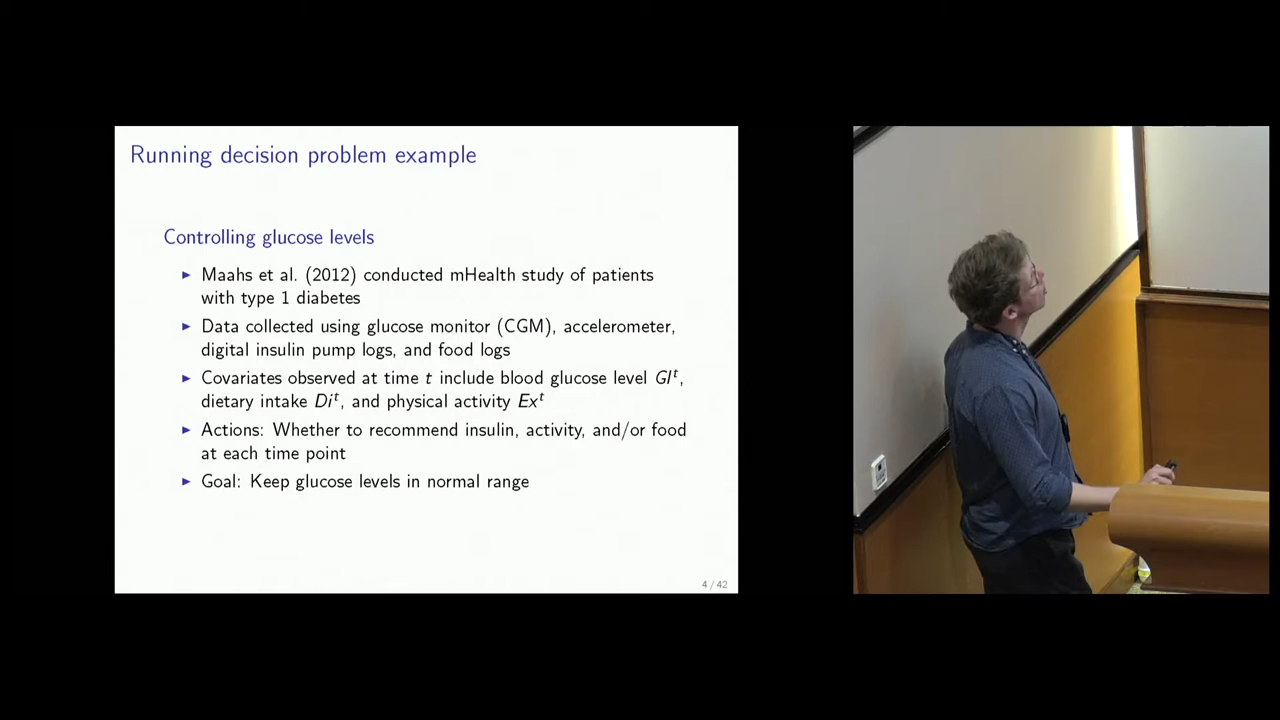 Running decision problem example
Controlling glucose levels
▶ Maahs et al. (2012) conducted mHealth study of patients
with type 1 diabetes
▶ Data collected using glucose monitor (CGM), accelerometer,
digital insulin pump logs, and food logs
▶ Covariates observed at time t include blood glucose level Gl^t,
dietary intake Di^t, and physical activity Ex^t
▶ Actions: Whether to recommend insulin, activity, and/or food
at each time point
▶ Goal: Keep glucose levels in normal range
4 / 42